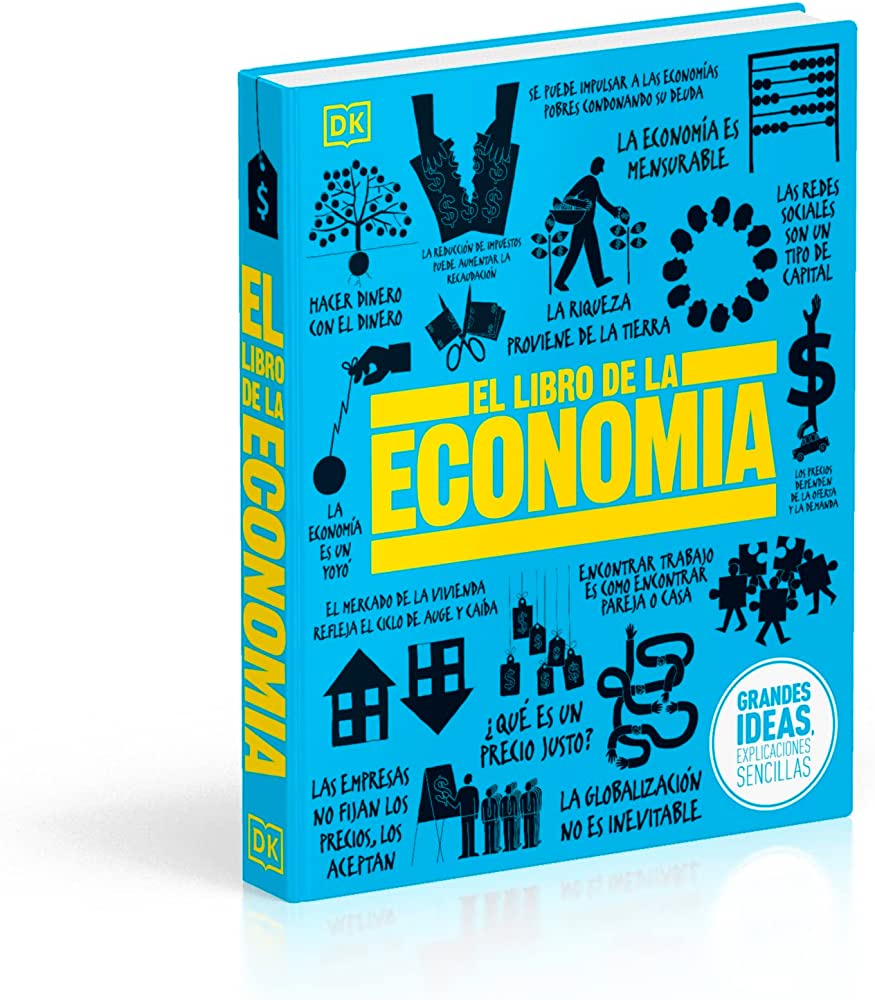 DK
SE PUEDE IMPULSAR A LAS ECONOMÍAS
POBRES CONDONANDO SU DEUDA
LA ECONOMÍA ES
MENSURABLE
LAS REDES
SOCIALES
SON UN
TIPO DE
CAPITAL
LA REDUCCIÓN DE IMPUESTOS
PUEDE AUMENTAR LA
RECAUDACIÓN
HACER DINERO
CON EL DINERO
LA RIQUEZA
PROVIENE DE LA TIERRA
EL LIBRO DE LA
ECONOMIA
LOS PRECIOS
DEPENDEN
DE LA OFERTA
Y LA DEMANDA
LA
ECONOMÍA
ES UN
YOYÓ
EL MERCADO DE LA VIVIENDA
REFLEJA EL CICLO DE AUGE Y CAÍDA
ENCONTRAR TRABAJO
ES COMO ENCONTRAR
PAREJA O CASA
¿QUÉ ES UN
PRECIO JUSTO?
GRANDES
IDEAS,
EXPLICACIONES
SENCILLAS
LAS EMPRESAS
NO FIJAN LOS
PRECIOS, LOS
ACEPTAN
LA GLOBALIZACIÓN
NO ES INEVITABLE
EL
LIBRO
DE LA
ECONOMIA
DK